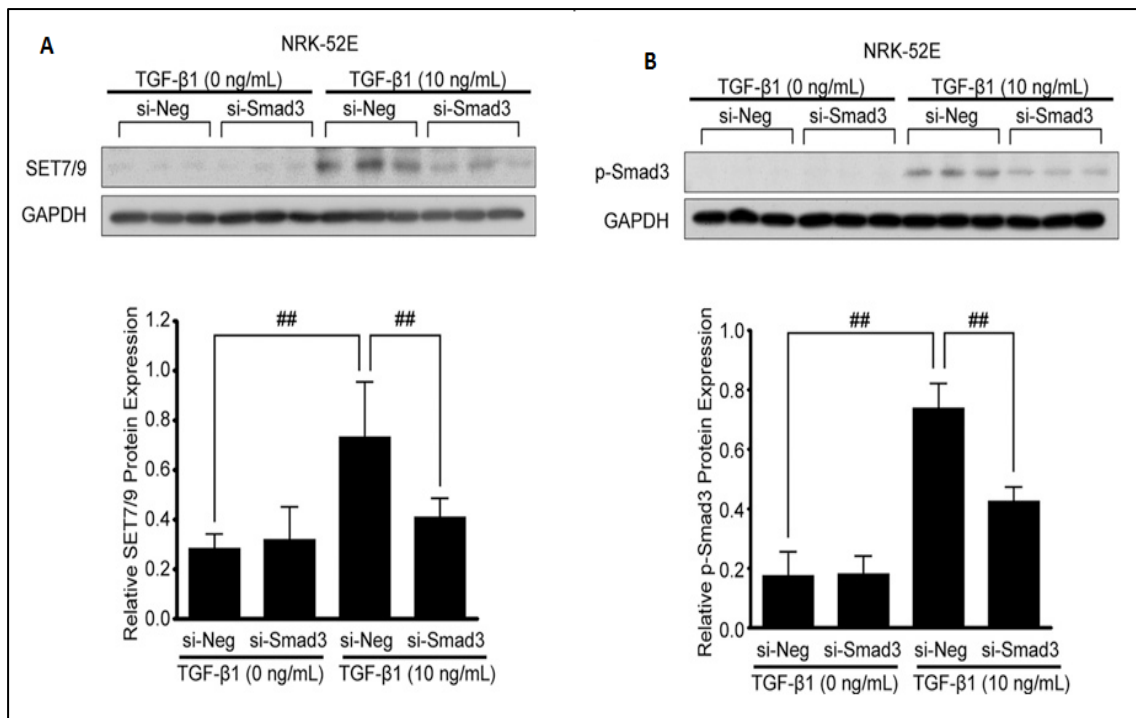 A
NRK-52E
TGF-β1 (0 ng/mL) TGF-β1 (10 ng/mL)
si-Neg si-Smad3 si-Neg si-Smad3
SET7/9
GAPDH
## ##
Relative SET7/9 Protein Expression
1.2
1.0
0.8
0.6
0.4
0.2
0.0
si-Neg si-Smad3 si-Neg si-Smad3
TGF-β1 (0 ng/mL) TGF-β1 (10 ng/mL)
B
NRK-52E
TGF-β1 (0 ng/mL) TGF-β1 (10 ng/mL)
si-Neg si-Smad3 si-Neg si-Smad3
p-Smad3
GAPDH
## ##
Relative p-Smad3 Protein Expression
1.0
0.8
0.6
0.4
0.2
0.0
si-Neg si-Smad3 si-Neg si-Smad3
TGF-β1 (0 ng/mL) TGF-β1 (10 ng/mL)